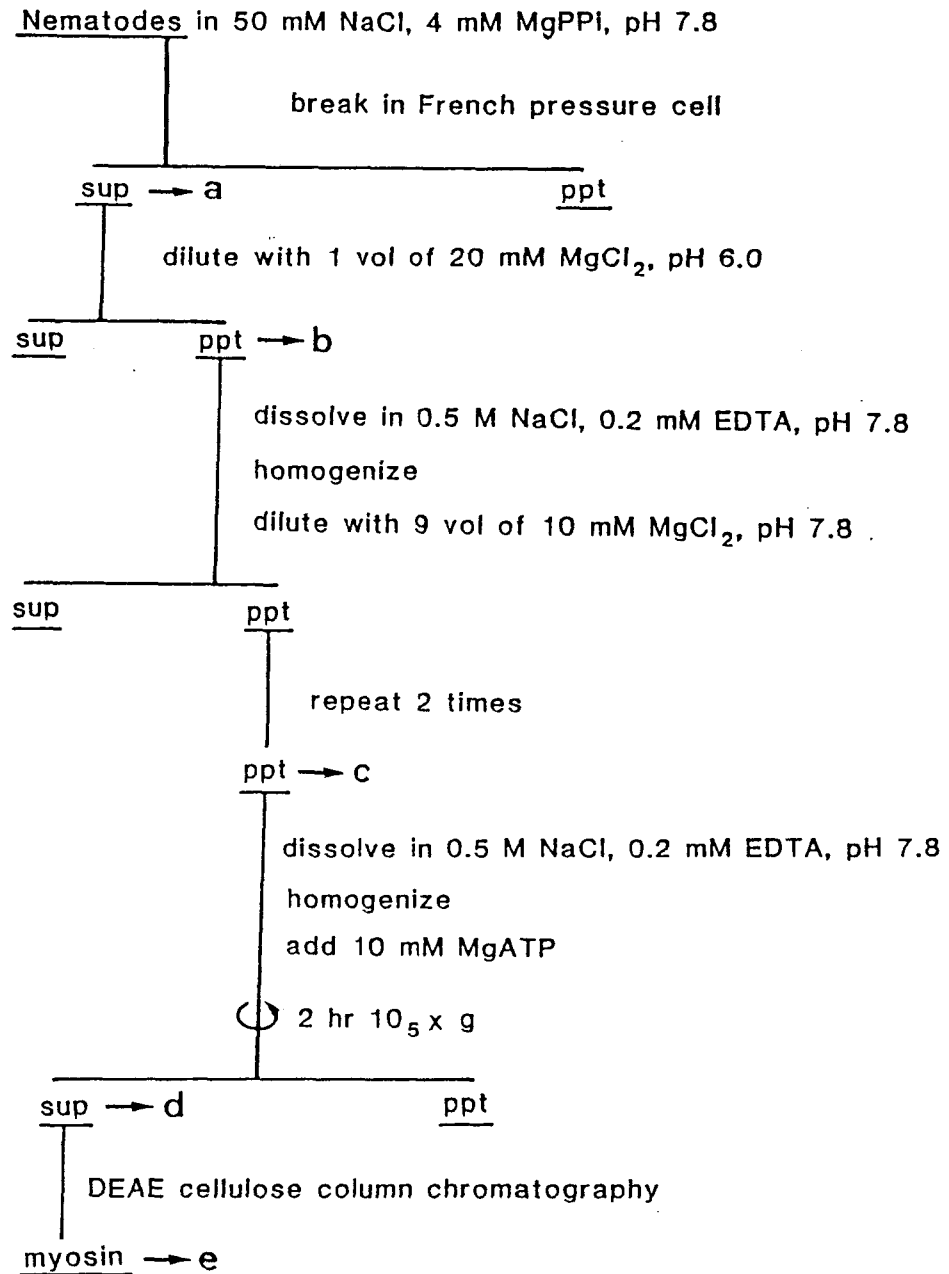 Nematodes in 50 mM NaCl, 4 mM MgPPi, pH 7.8
break in French pressure cell
sup → a ppt
dilute with 1 vol of 20 mM MgCl₂, pH 6.0
sup ppt → b
dissolve in 0.5 M NaCl, 0.2 mM EDTA, pH 7.8
homogenize
dilute with 9 vol of 10 mM MgCl₂, pH 7.8
sup ppt
repeat 2 times
ppt → c
dissolve in 0.5 M NaCl, 0.2 mM EDTA, pH 7.8
homogenize
add 10 mM MgATP
2 hr 10₅ x g
sup → d ppt
DEAE cellulose column chromatography
myosin → e